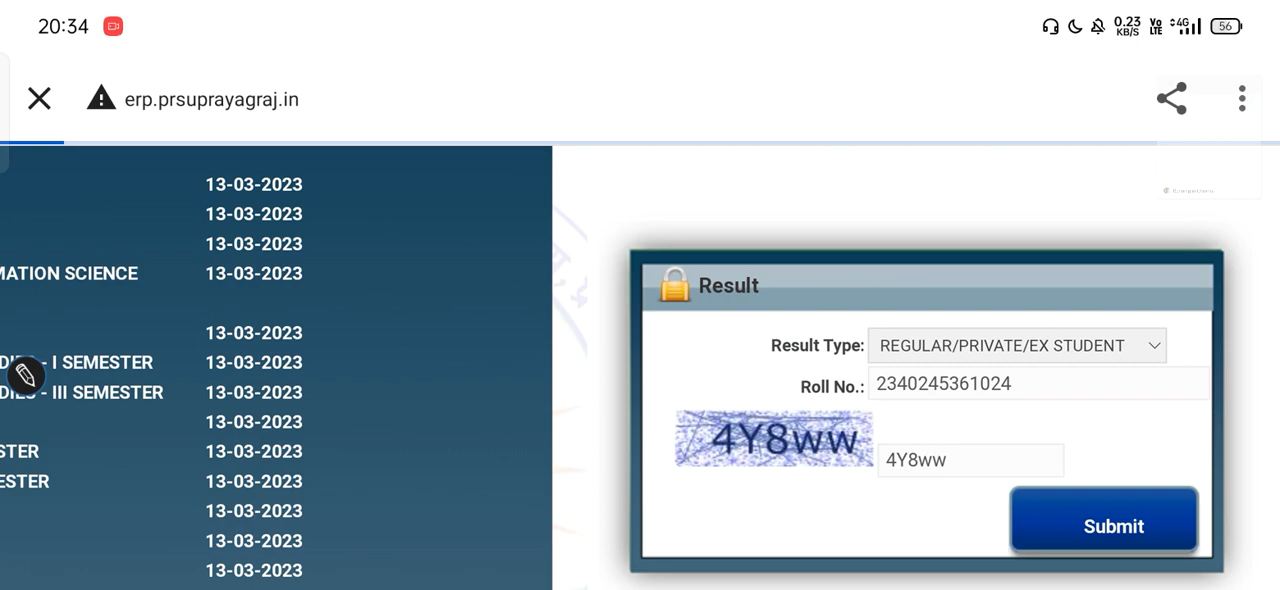 20:34
0.23 KB/S Vo LTE 4G 56
erp.prsuprayagraj.in
13-03-2023
13-03-2023
13-03-2023
MATION SCIENCE 13-03-2023
13-03-2023
- I SEMESTER 13-03-2023
- III SEMESTER 13-03-2023
13-03-2023
STER 13-03-2023
ESTER 13-03-2023
13-03-2023
13-03-2023
13-03-2023
Result
Result Type: REGULAR/PRIVATE/EX STUDENT
Roll No.: 2340245361024
4Y8ww
4Y8ww
Submit